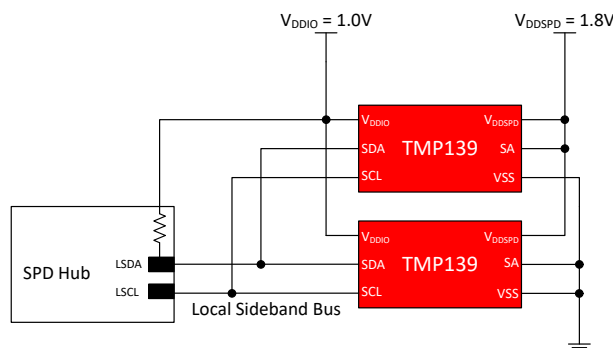 VDDIO = 1.0V
VDDSPD = 1.8V
VDDIO
VDDSPD
SDA
TMP139
SA
SCL
VSS
VDDIO
VDDSPD
SPD Hub
LSDA
SDA
TMP139
SA
LSCL
SCL
VSS
Local Sideband Bus